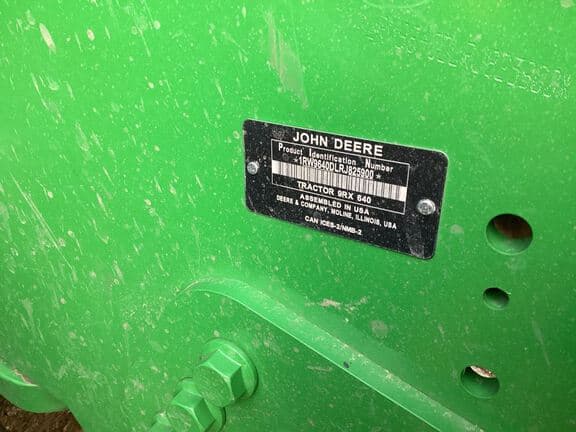 JOHN DEERE
Product Identification Number
*1RW9640DLRJ825900*
TRACTOR 9RX 640
ASSEMBLED IN USA
DEERE & COMPANY, MOLINE, ILLINOIS, USA
CAN ICES-2/NMB-2